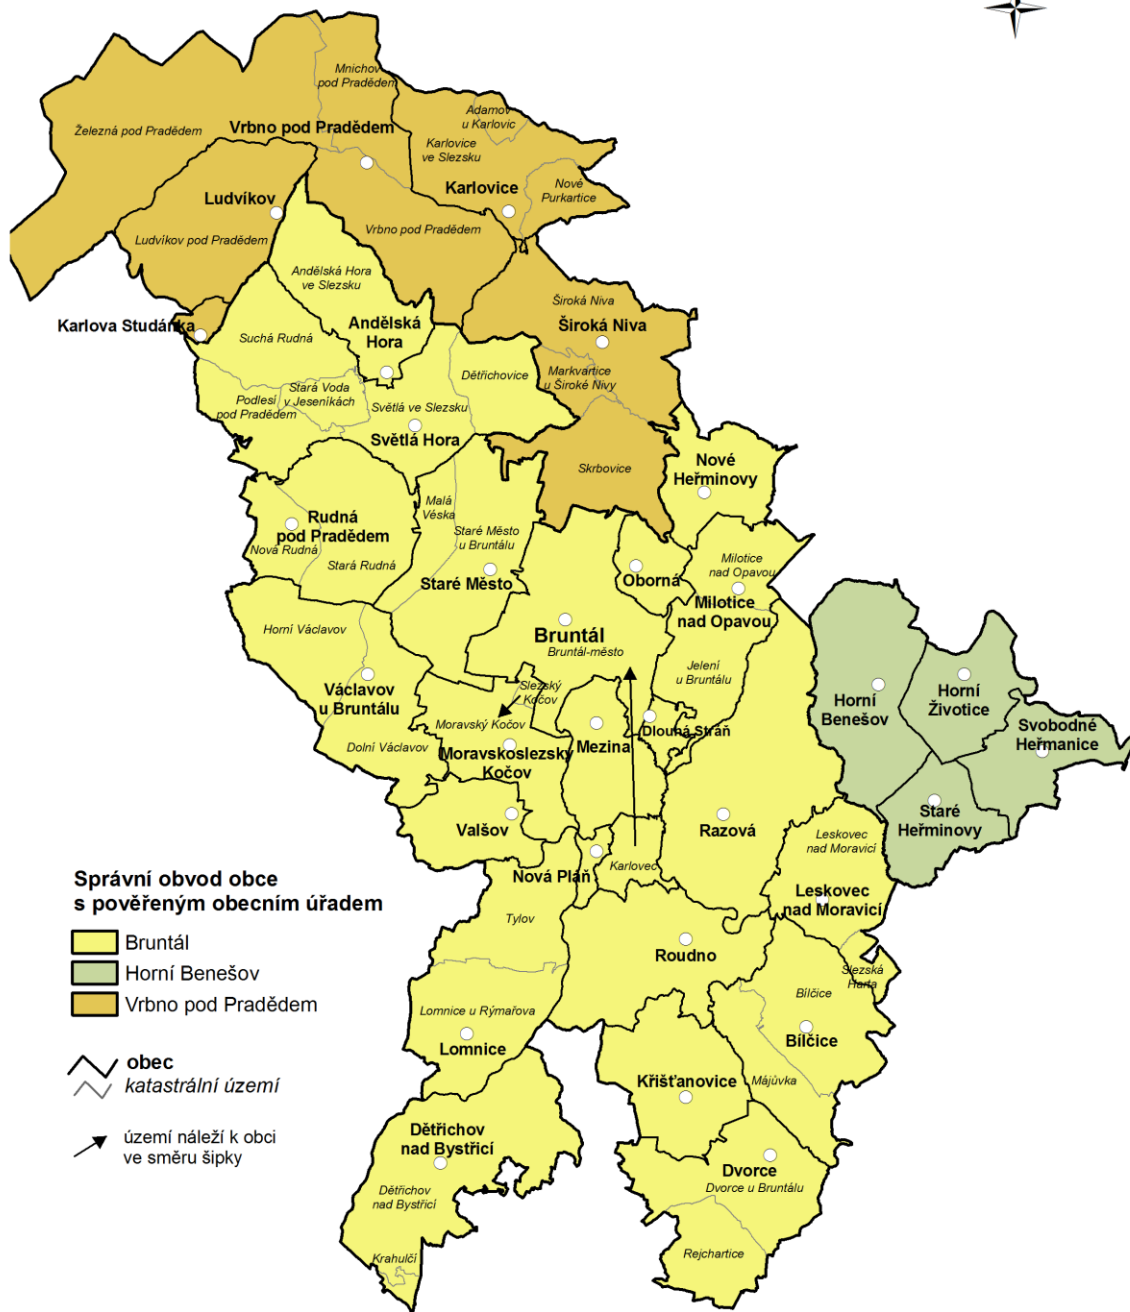 Mnichov
pod Pradědem
Adamov
u Karlovic
Železná pod Pradědem
Vrbno pod Pradědem
Karlovice
ve Slezsku
Karlovice
Nové
Purkartice
Ludvíkov
Ludvíkov pod Pradědem
Vrbno pod Pradědem
Andělská Hora
ve Slezsku
Široká Niva
Široká Niva
Karlova Studánka
Andělská
Hora
Suchá Rudná
Dětřichovice
Markvartice
u Široké Nivy
Stará Voda
v Jeseníkách
Podlesí
pod Pradědem
Světlá ve Slezsku
Světlá Hora
Skrbovice
Nové
Heřminovy
Malá
Véska
Rudná
pod Pradědem
Nová Rudná
Stará Rudná
Staré Město
u Bruntálu
Staré Město
Oborná
Milotice
nad Opavou
Milotice
nad Opavou
Horní Václavov
Bruntál
Bruntál-město
Jelení
u Bruntálu
Václavov
u Bruntálu
Slezský
Kočov
Moravský Kočov
Dolní Václavov
Moravskoslezský
Kočov
Mezina
Dlouhá Stráň
Horní
Benešov
Horní
Životice
Svobodné
Heřmanice
Staré
Heřminovy
Valšov
Razová
Leskovec
nad Moravicí
Nová Pláň
Karlovec
Leskovec
nad Moravicí
Tylov
Roudno
Slezská
Harta
Bílčice
Bílčice
Lomnice u Rýmařova
Lomnice
Křišťanovice
Májůvka
Dětřichov
nad Bystřicí
Dětřichov
nad Bystřicí
Dvorce
Dvorce u Bruntálu
Krahulčí
Rejchartice
Správní obvod obce
s pověřeným obecním úřadem
Bruntál
Horní Benešov
Vrbno pod Pradědem
obec
katastrální území
území náleží k obci
ve směru šipky